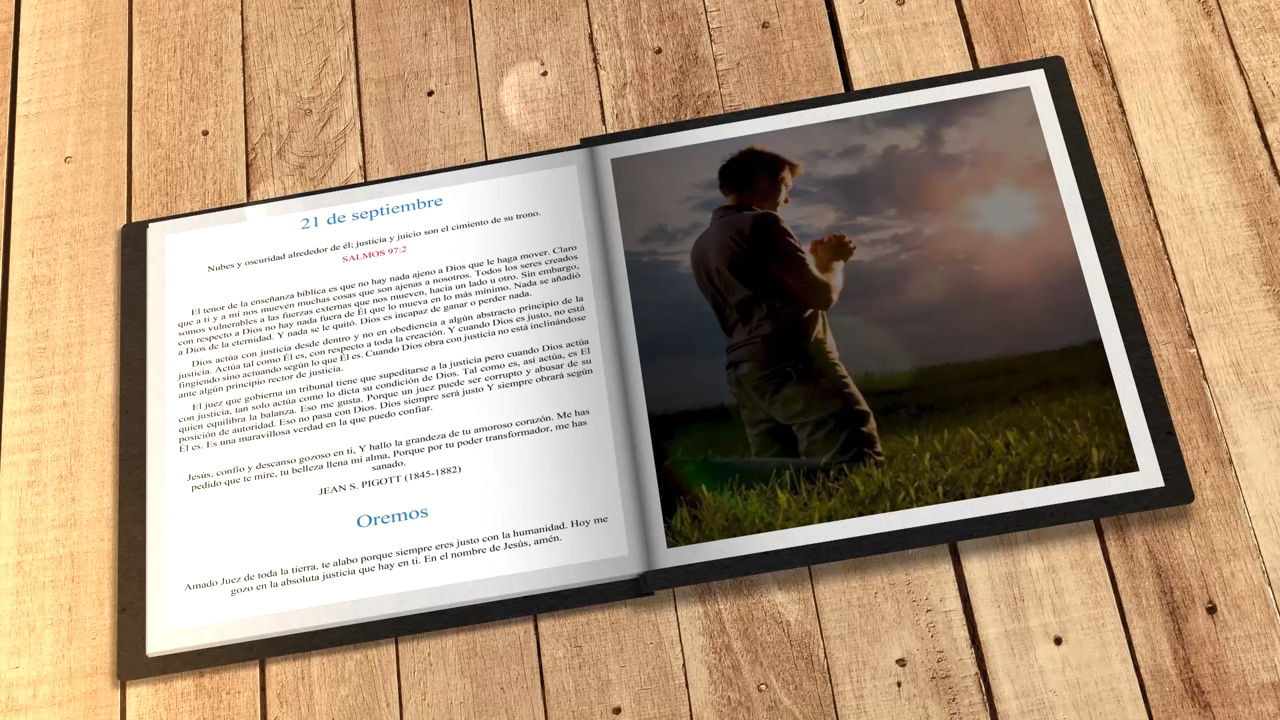 21 de septiembre
Nubes y oscuridad alrededor de él; justicia y juicio son el cimiento de su trono.
SALMOS 97:2
El tenor de la enseñanza bíblica es que no hay nada ajeno a Dios que le haga mover. Claro
que a ti y a mí nos mueven muchas cosas que son ajenas a nosotros. Todos los seres creados
somos vulnerables a las fuerzas externas que nos mueven, hacia un lado u otro. Sin embargo,
con respecto a Dios no hay nada fuera de Él que lo mueva en lo más mínimo. Nada se añadió
a Dios de la eternidad. Y nada se le quitó. Dios es incapaz de ganar o perder nada.
Dios actúa con justicia desde dentro y no en obediencia a algún abstracto principio de la
justicia. Actúa tal como Él es, con respecto a toda la creación. Y cuando Dios es justo, no está
fingiendo sino actuando según lo que Él es. Cuando Dios obra con justicia no está inclinándose
ante algún principio rector de justicia.
El juez que gobierna un tribunal tiene que supeditarse a la justicia pero cuando Dios actúa
con justicia, tan solo actúa como lo dicta su condición de Dios. Tal como es, así actúa, es El
quien equilibra la balanza. Eso me gusta. Porque un juez puede ser corrupto y abusar de su
posición de autoridad. Eso no pasa con Dios. Dios siempre será justo Y siempre obrará según
Él es. Es una maravillosa verdad en la que puedo confiar.
Jesús, confío y descanso gozoso en ti, Y hallo la grandeza de tu amoroso corazón. Me has
pedido que te mire, tu belleza llena mi alma, Porque por tu poder transformador, me has
sanado.
JEAN S. PIGOTT (1845-1882)
Oremos
Amado Juez de toda la tierra, te alabo porque siempre eres justo con la humanidad. Hoy me
gozo en la absoluta justicia que hay en ti. En el nombre de Jesús, amén.